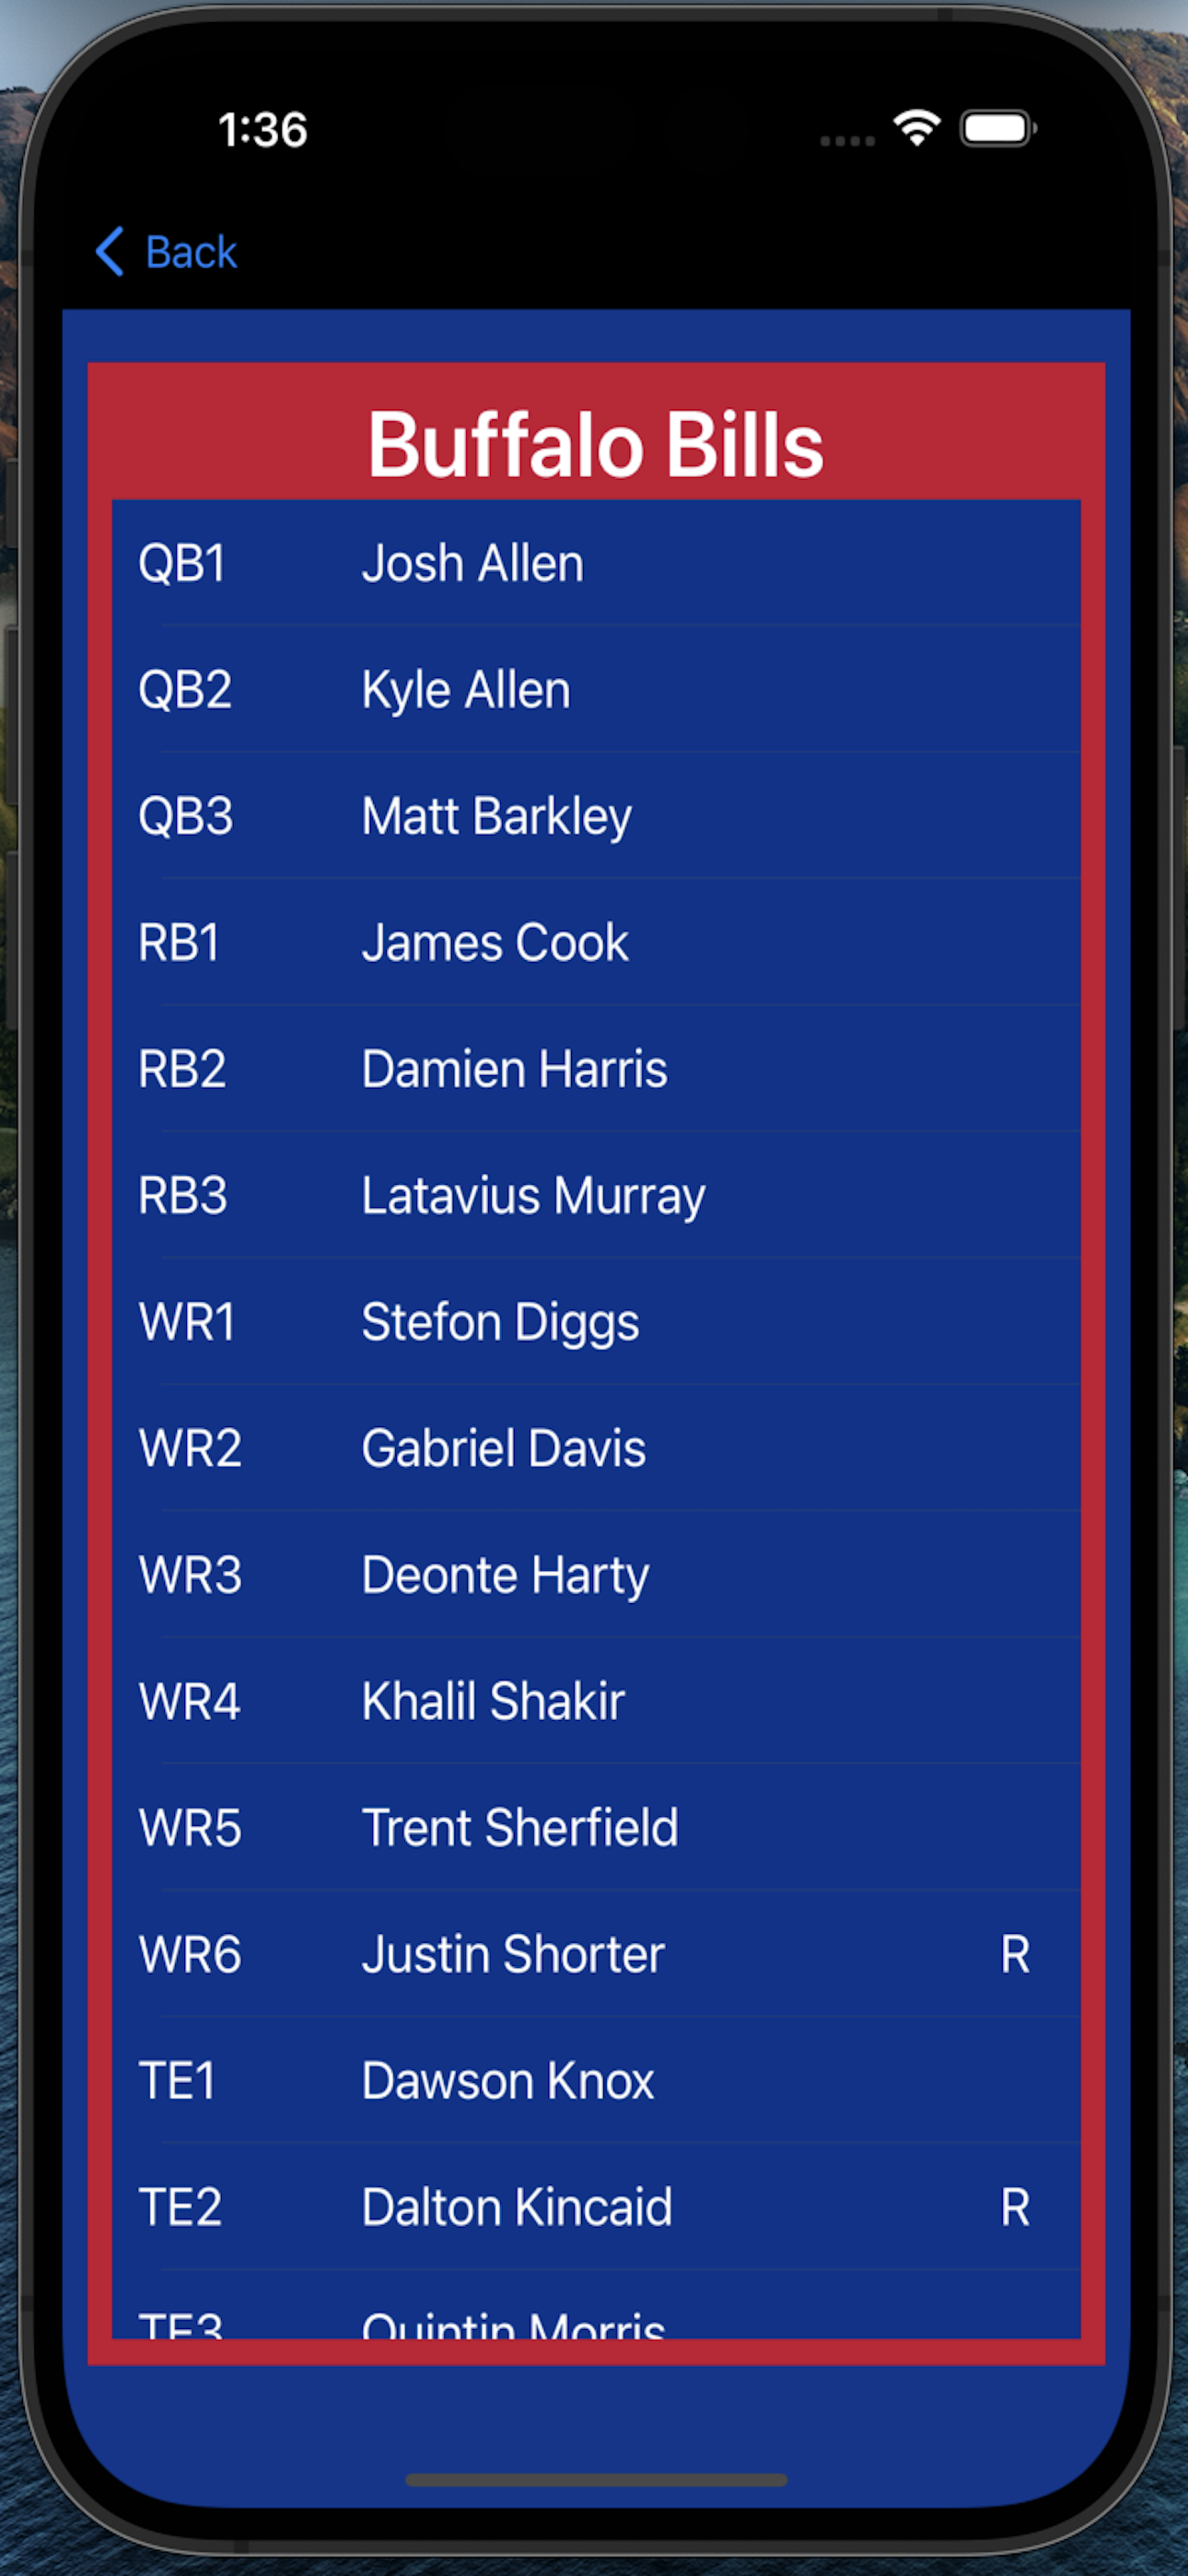 1:36
Back
Buffalo Bills
QB1 Josh Allen
QB2 Kyle Allen
QB3 Matt Barkley
RB1 James Cook
RB2 Damien Harris
RB3 Latavius Murray
WR1 Stefon Diggs
WR2 Gabriel Davis
WR3 Deonte Harty
WR4 Khalil Shakir
WR5 Trent Sherfield
WR6 Justin Shorter R
TE1 Dawson Knox
TE2 Dalton Kincaid R
TE3 Quintin Morris